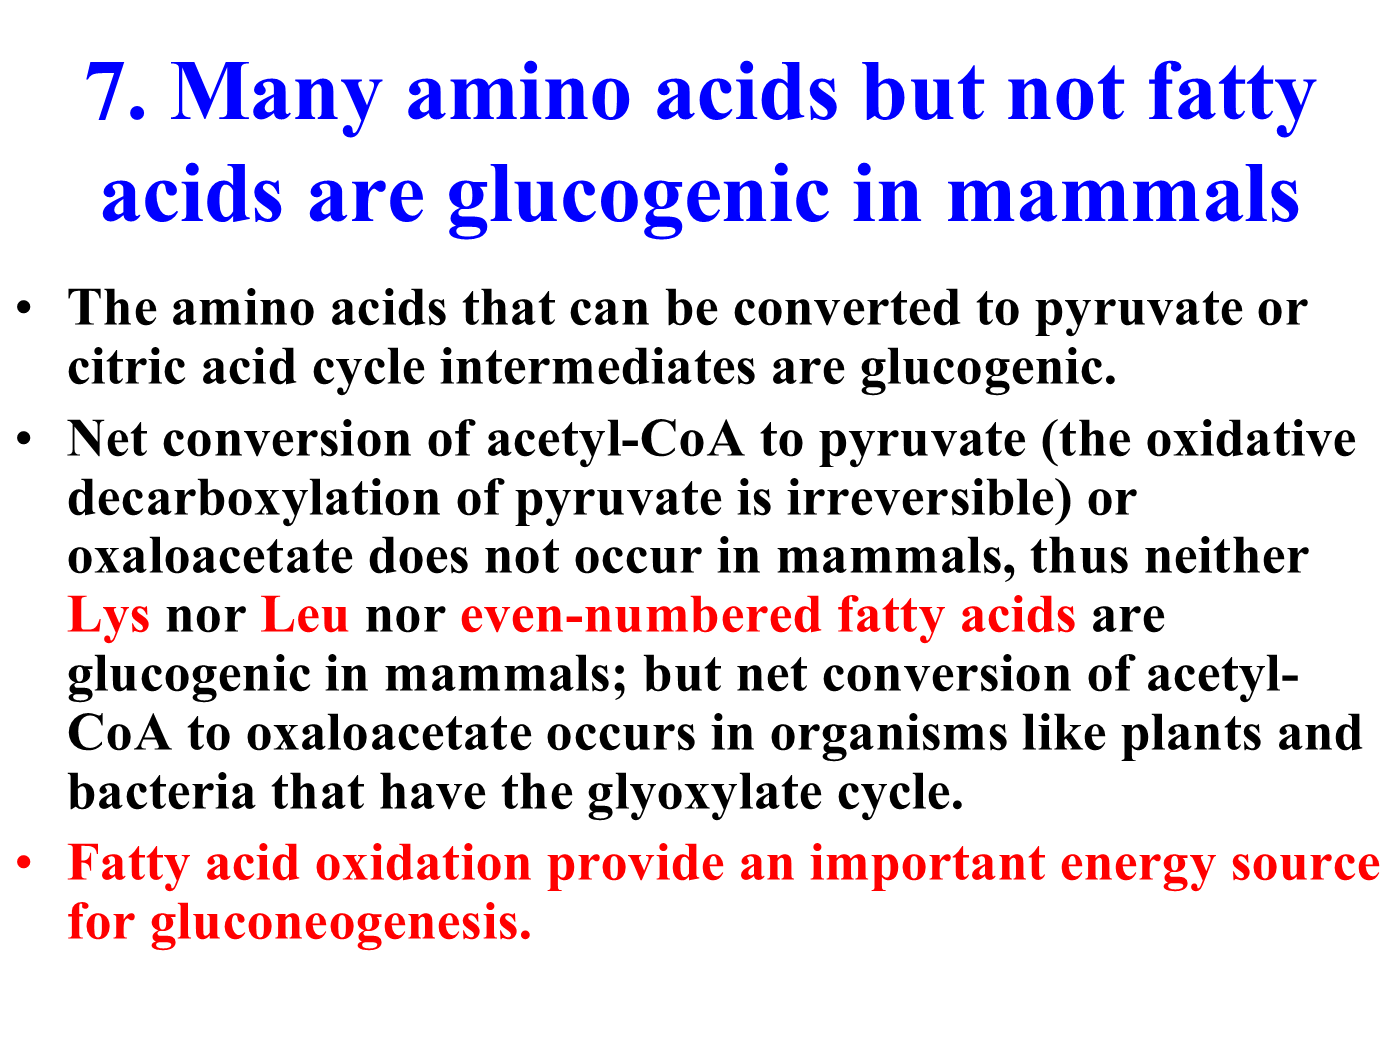 7. Many amino acids but not fatty
acids are glucogenic in mammals
• The amino acids that can be converted to pyruvate or
citric acid cycle intermediates are glucogenic.
• Net conversion of acetyl-CoA to pyruvate (the oxidative
decarboxylation of pyruvate is irreversible) or
oxaloacetate does not occur in mammals, thus neither
Lys nor Leu nor even-numbered fatty acids are
glucogenic in mammals; but net conversion of acetyl-
CoA to oxaloacetate occurs in organisms like plants and
bacteria that have the glyoxylate cycle.
• Fatty acid oxidation provide an important energy source
for gluconeogenesis.